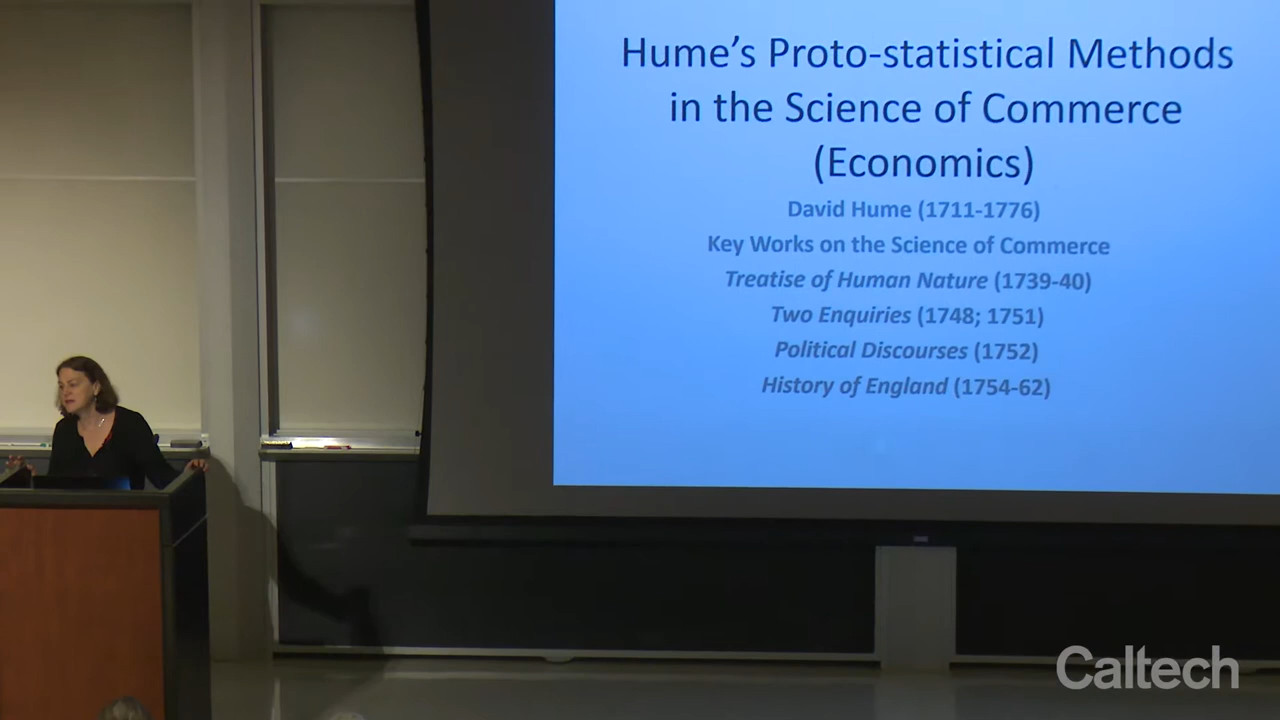 Hume’s Proto-statistical Methods
in the Science of Commerce
(Economics)
David Hume (1711-1776)
Key Works on the Science of Commerce
Treatise of Human Nature (1739-40)
Two Enquiries (1748; 1751)
Political Discourses (1752)
History of England (1754-62)
Caltech